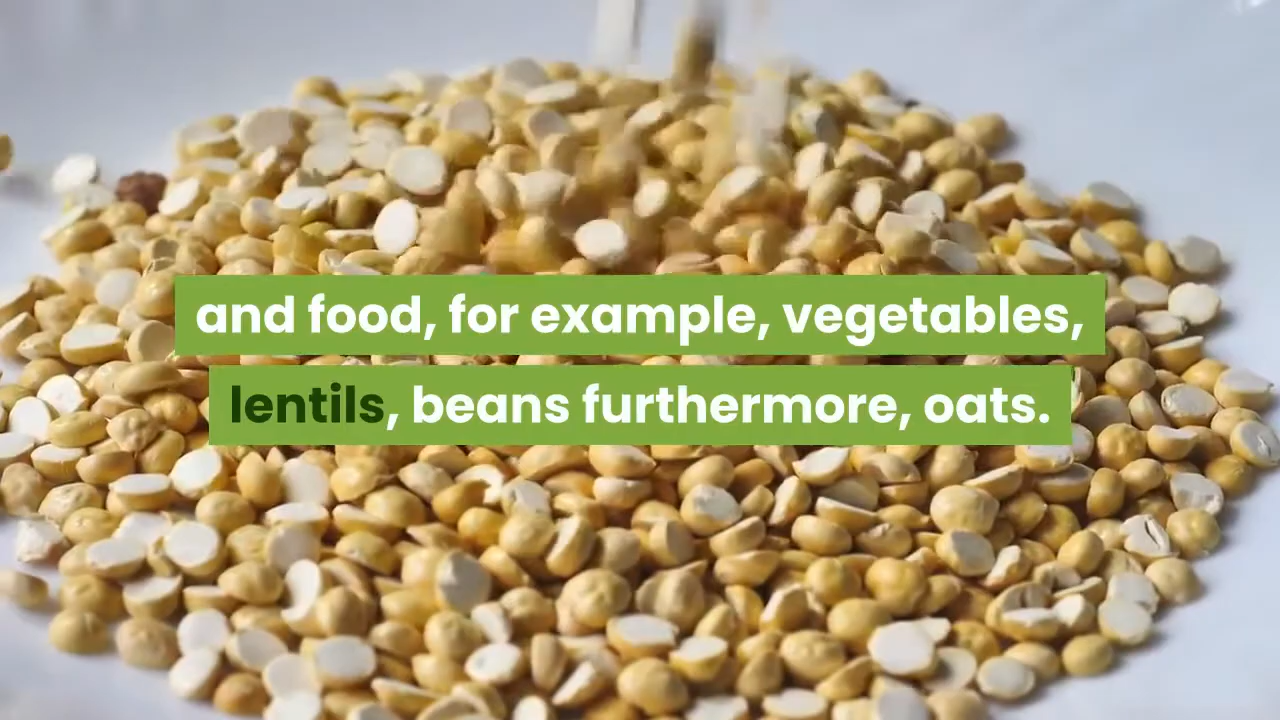 and food, for example, vegetables,
lentils, beans furthermore, oats.